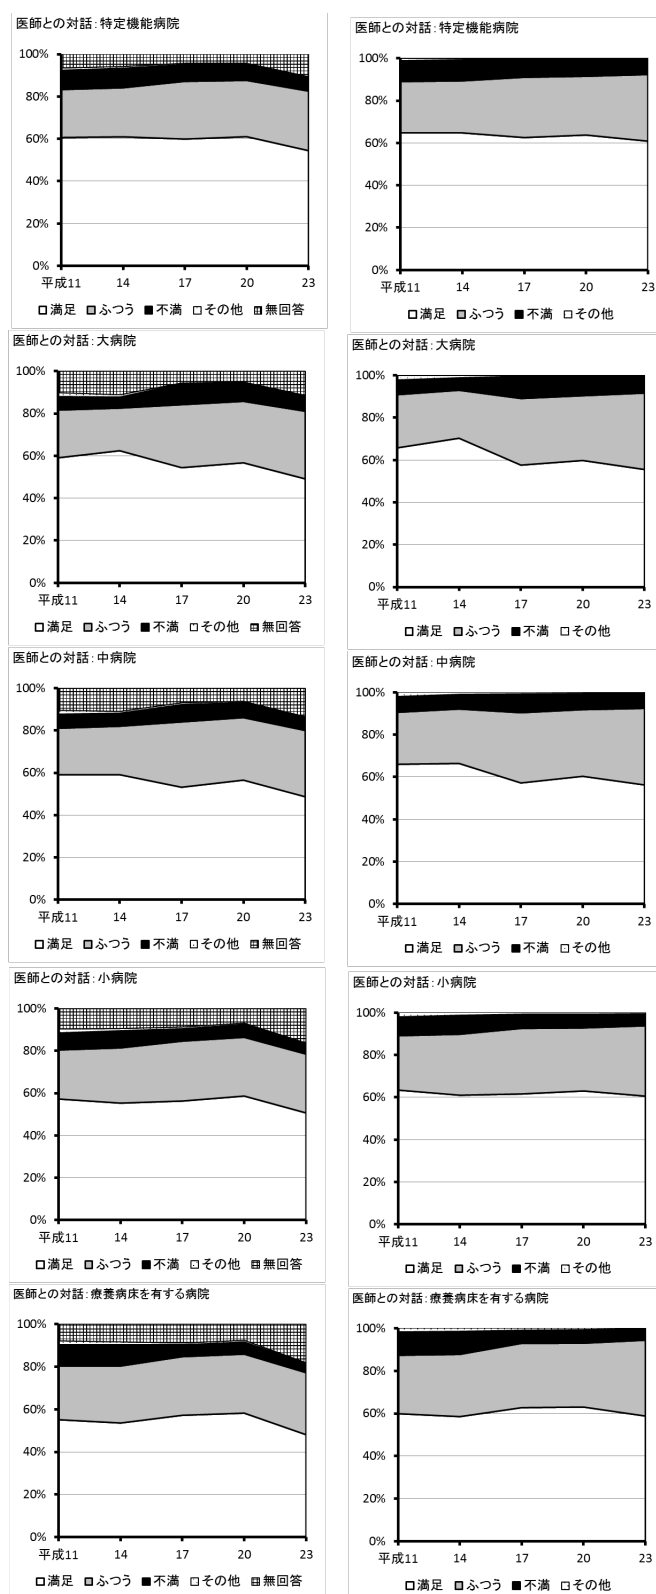 医師との対話:特定機能病院
100%
80%
60%
40%
20%
0%
平成11 14 17 20 23
□満足 ■ふつう ■不満 □その他 ▦無回答
医師との対話:特定機能病院
100%
80%
60%
40%
20%
0%
平成11 14 17 20 23
□満足 ■ふつう ■不満 □その他
医師との対話:大病院
100%
80%
60%
40%
20%
0%
平成11 14 17 20 23
□満足 ■ふつう ■不満 □その他 ▦無回答
医師との対話:大病院
100%
80%
60%
40%
20%
0%
平成11 14 17 20 23
□満足 ■ふつう ■不満 □その他
医師との対話:中病院
100%
80%
60%
40%
20%
0%
平成11 14 17 20 23
□満足 ■ふつう ■不満 □その他 ▦無回答
医師との対話:中病院
100%
80%
60%
40%
20%
0%
平成11 14 17 20 23
□満足 ■ふつう ■不満 □その他
医師との対話:小病院
100%
80%
60%
40%
20%
0%
平成11 14 17 20 23
□満足 ■ふつう ■不満 □その他 ▦無回答
医師との対話:小病院
100%
80%
60%
40%
20%
0%
平成11 14 17 20 23
□満足 ■ふつう ■不満 □その他
医師との対話:療養病床を有する病院
100%
80%
60%
40%
20%
0%
平成11 14 17 20 23
□満足 ■ふつう ■不満 □その他 ▦無回答
医師との対話:療養病床を有する病院
100%
80%
60%
40%
20%
0%
平成11 14 17 20 23
□満足 ■ふつう ■不満 □その他